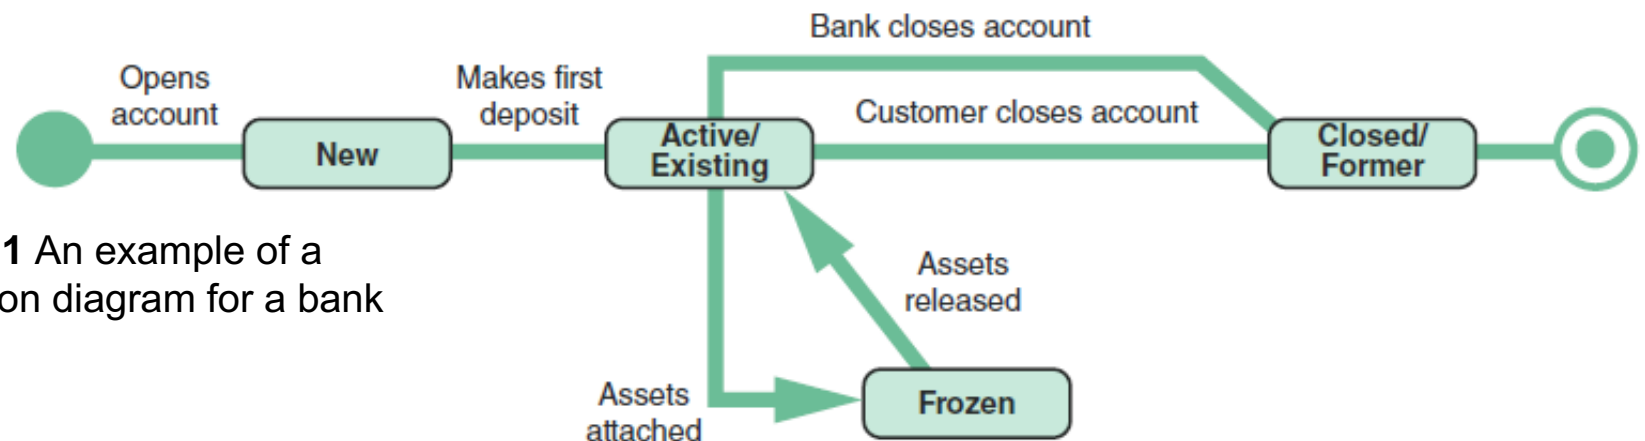 Bank closes account
Opens
account
Makes first
deposit
Customer closes account
New
Active/
Existing
Closed/
Former
1 An example of a
on diagram for a bank
Assets
released
Assets
attached
Frozen